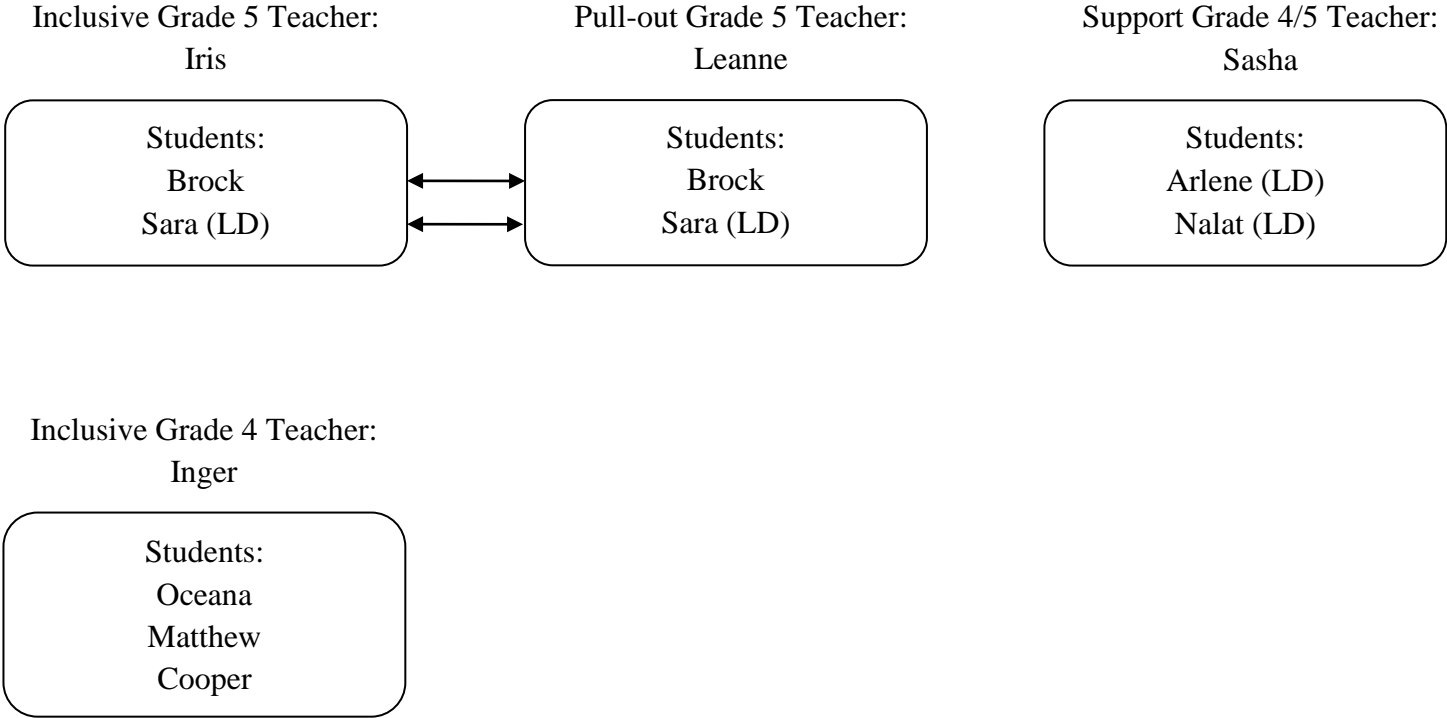 Inclusive Grade 5 Teacher:
Iris
Students:
Brock
Sara (LD)
Pull-out Grade 5 Teacher:
Leanne
Students:
Brock
Sara (LD)
Support Grade 4/5 Teacher:
Sasha
Students:
Arlene (LD)
Nalat (LD)
Inclusive Grade 4 Teacher:
Inger
Students:
Oceana
Matthew
Cooper